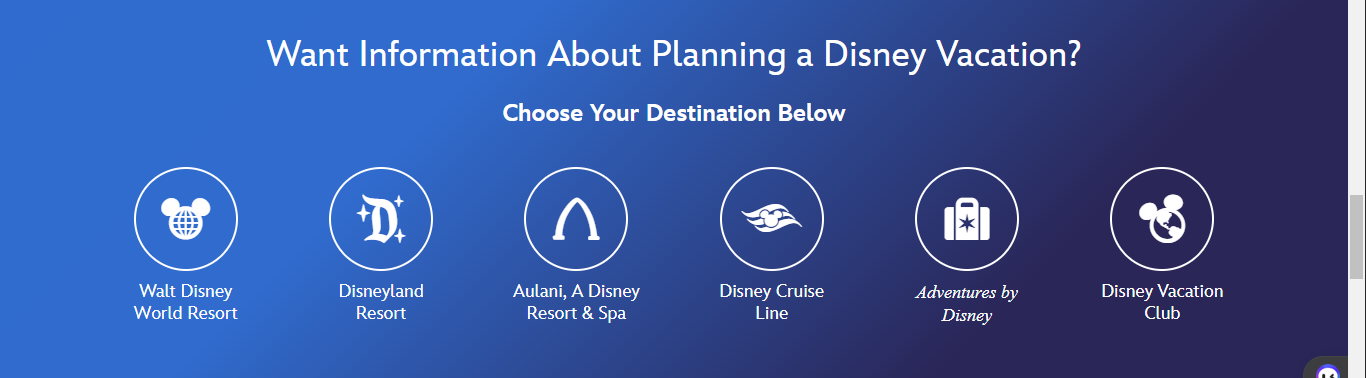 Want Information About Planning a Disney Vacation?
Choose Your Destination Below
Walt Disney
World Resort
Disneyland
Resort
Aulani, A Disney
Resort & Spa
Disney Cruise
Line
Adventures by
Disney
Disney Vacation
Club